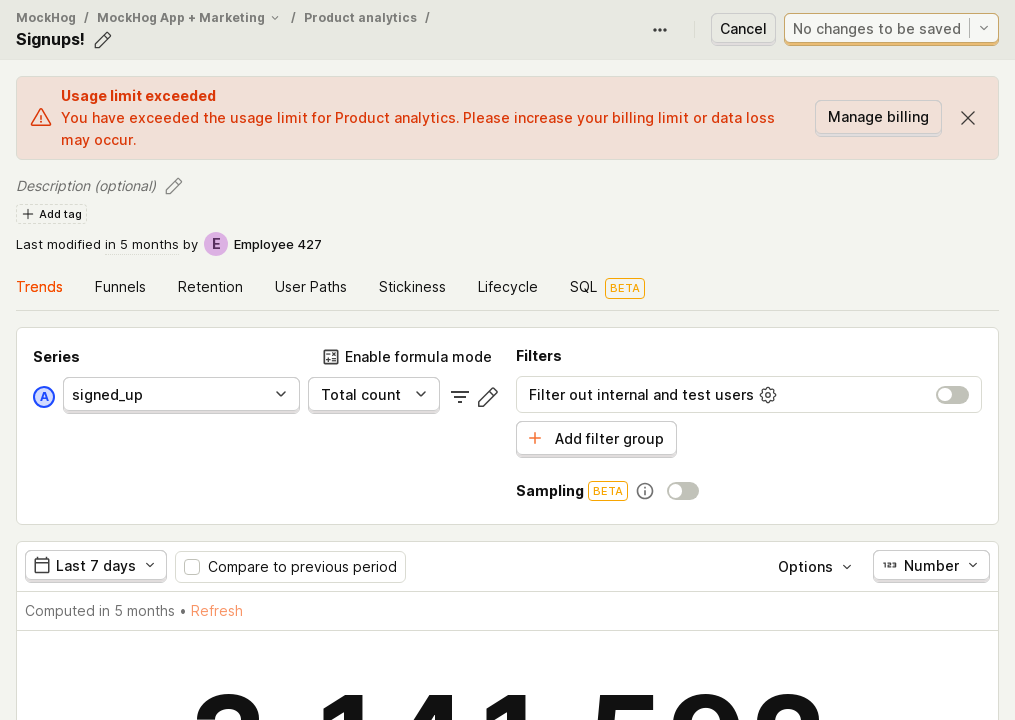 MockHog / MockHog App + Marketing / Product analytics /
Signups!
Cancel
No changes to be saved
Usage limit exceeded
You have exceeded the usage limit for Product analytics. Please increase your billing limit or data loss
may occur.
Manage billing
Description (optional)
Add tag
Last modified in 5 months by E Employee 427
Trends Funnels Retention User Paths Stickiness Lifecycle SQL BETA
Series
Enable formula mode
A signed_up Total count
Filters
Filter out internal and test users
Add filter group
Sampling BETA
Last 7 days Compare to previous period Options 123 Number
Computed in 5 months • Refresh